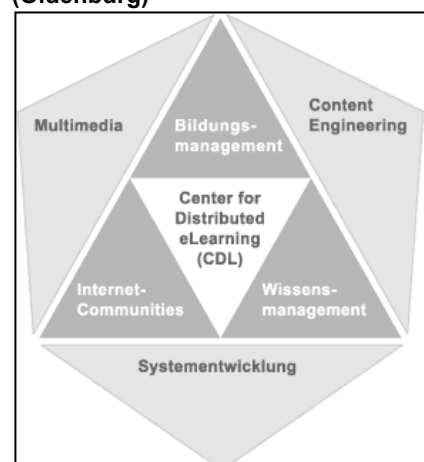 (Oldenburg)
Multimedia
Content
Engineering
Bildungs-
management
Center for
Distributed
eLearning
(CDL)
Internet-
Communities
Wissens-
management
Systementwicklung